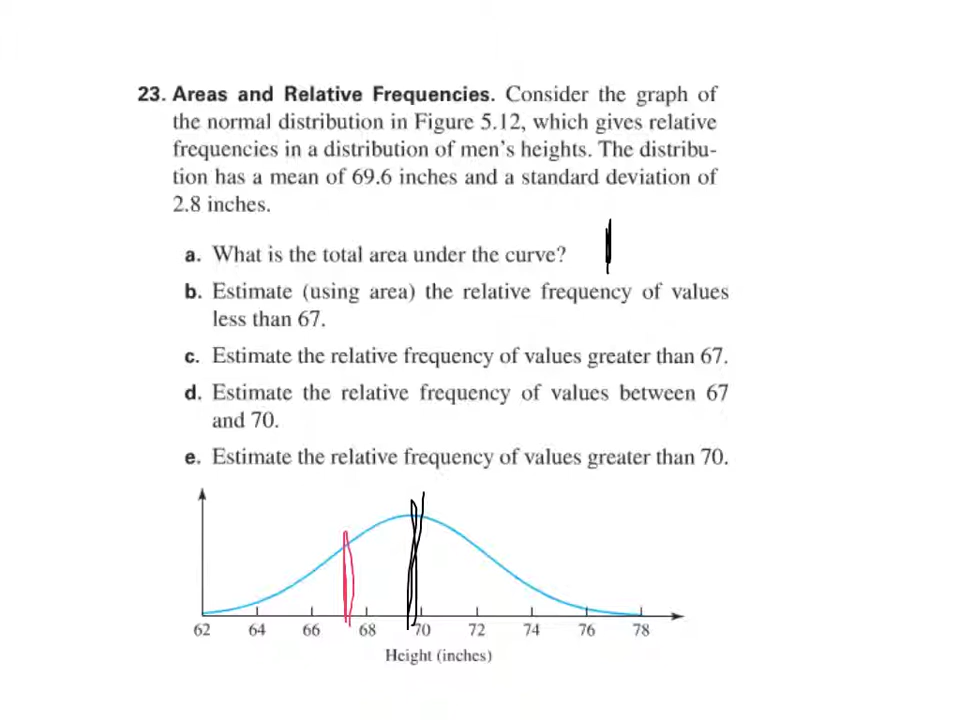 23. Areas and Relative Frequencies. Consider the graph of
the normal distribution in Figure 5.12, which gives relative
frequencies in a distribution of men's heights. The distribu-
tion has a mean of 69.6 inches and a standard deviation of
2.8 inches.
a. What is the total area under the curve? 1
b. Estimate (using area) the relative frequency of values
less than 67.
c. Estimate the relative frequency of values greater than 67.
d. Estimate the relative frequency of values between 67
and 70.
e. Estimate the relative frequency of values greater than 70.
62 64 66 68 70 72 74 76 78
Height (inches)